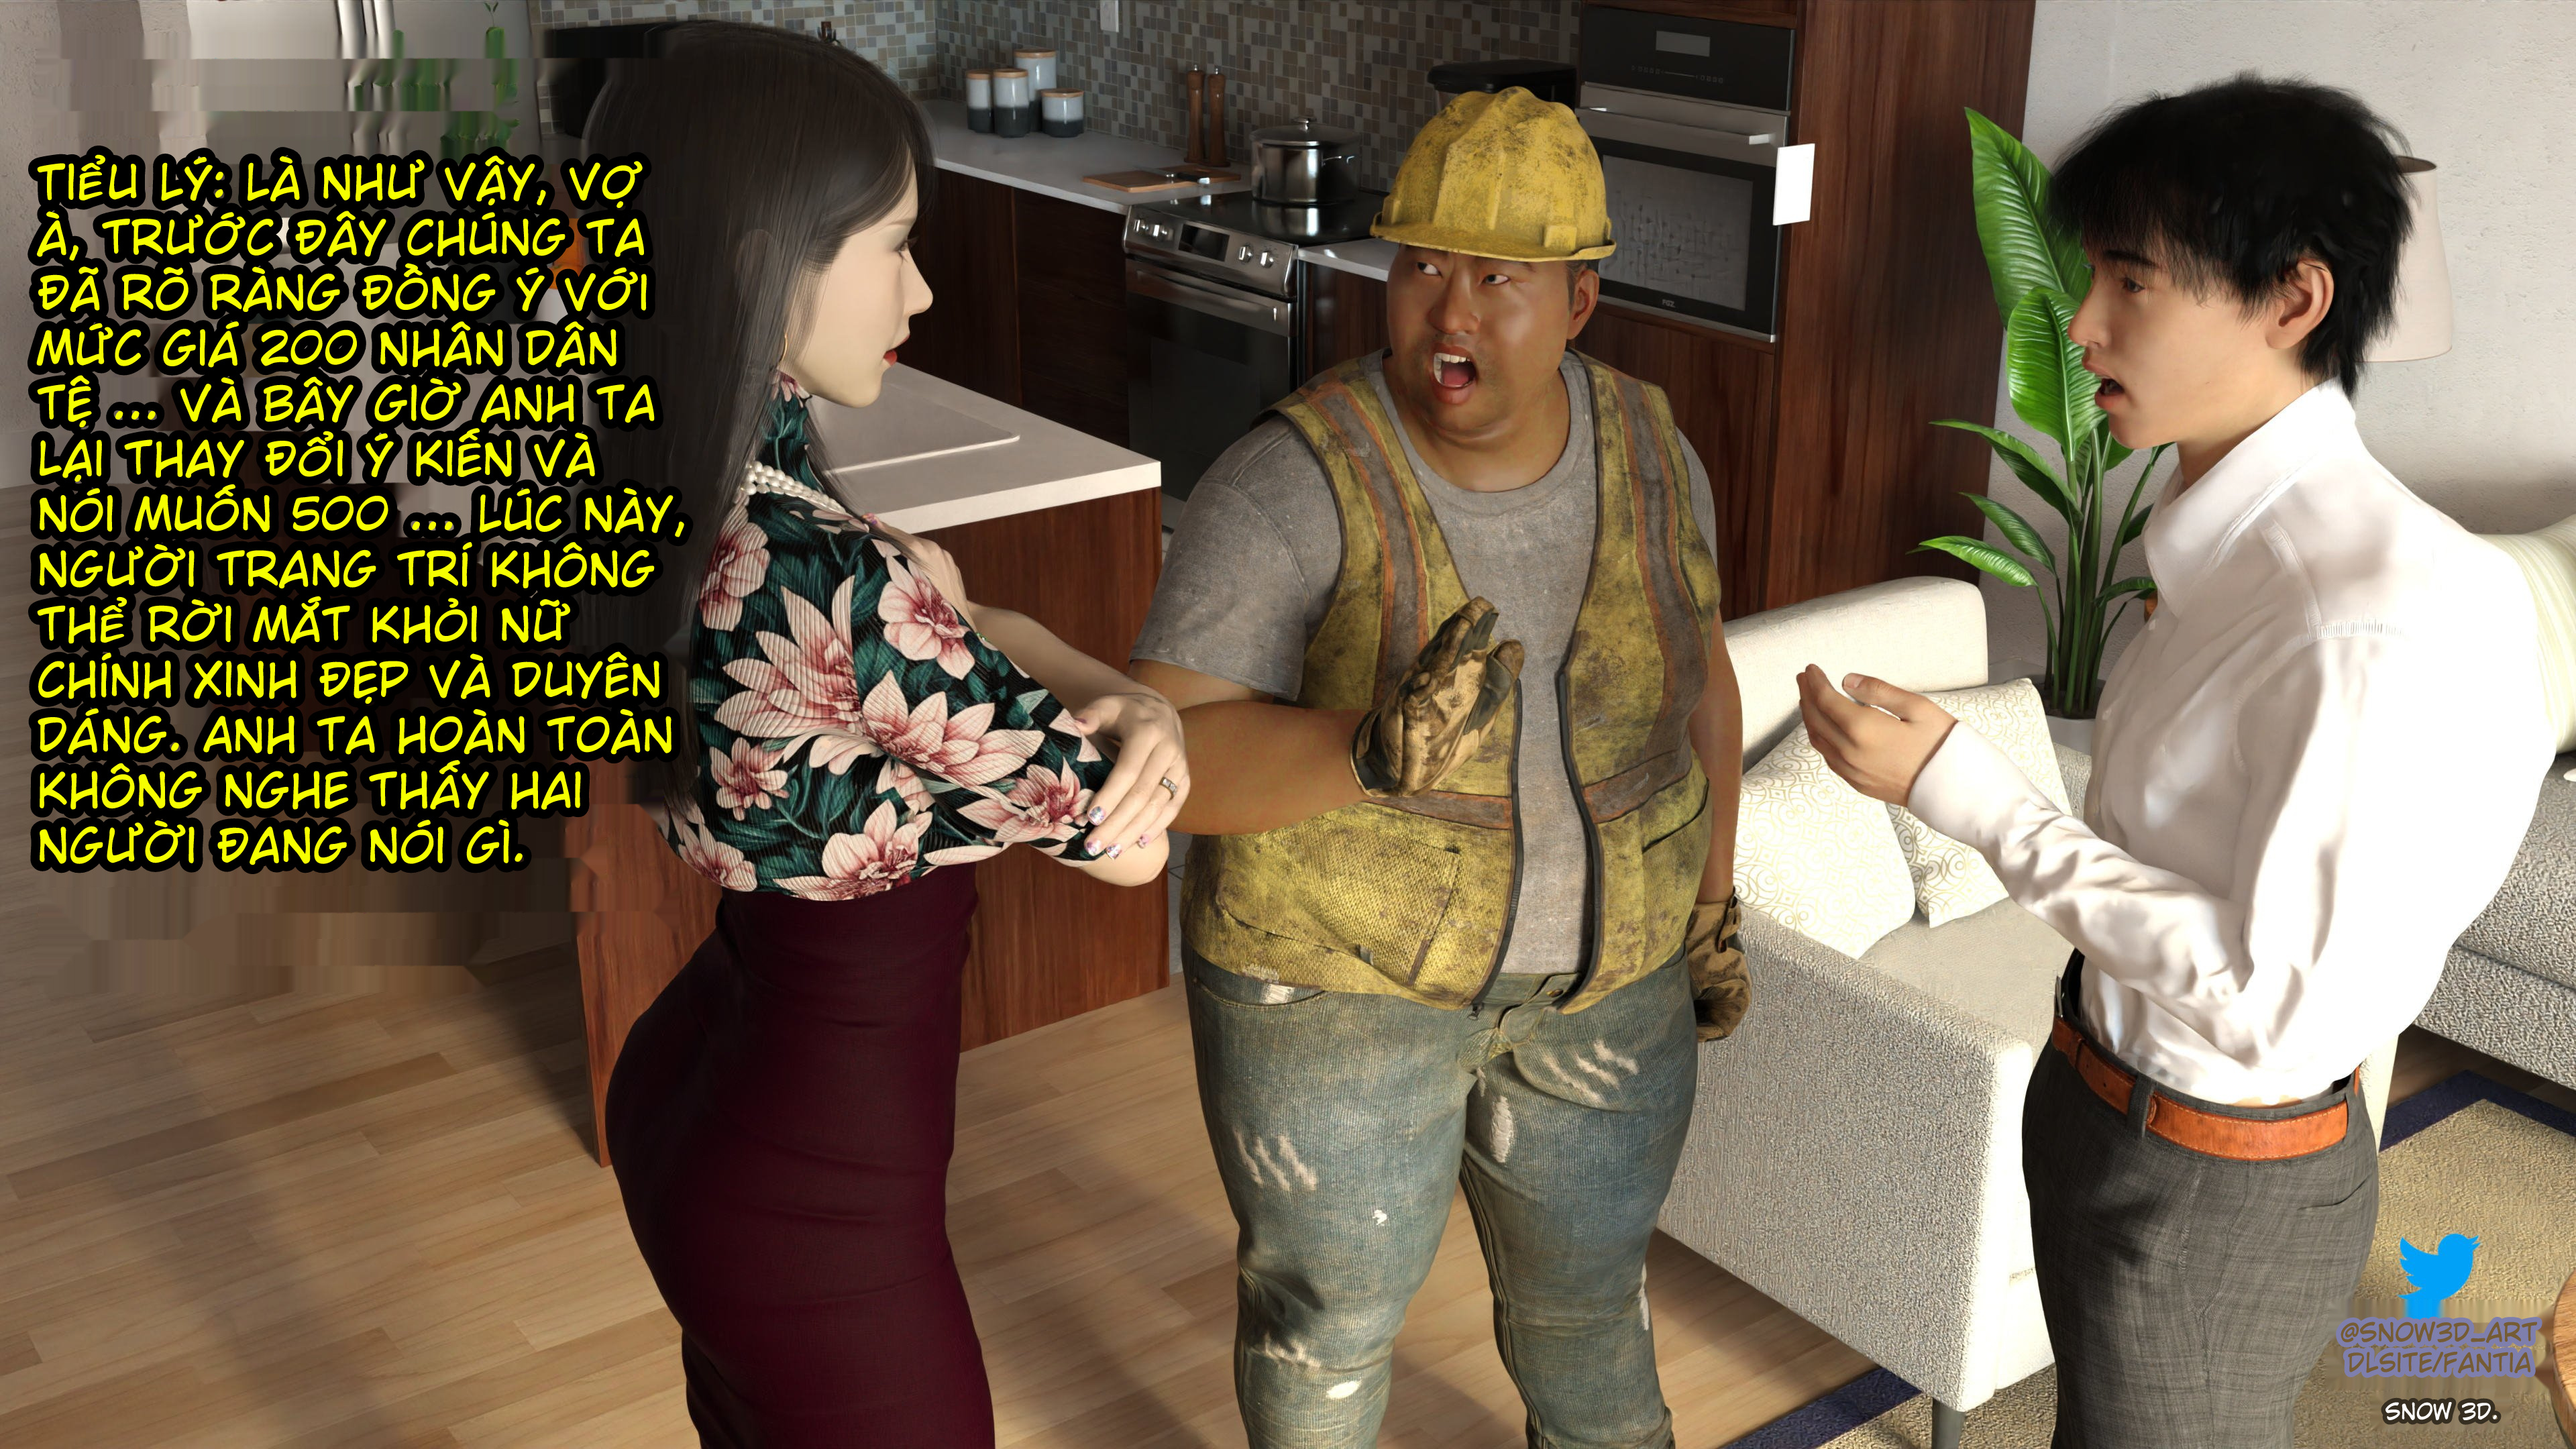 TIỂU LÝ: LÀ NHƯ VẬY, VỢ
À, TRƯỚC ĐÂY CHÚNG TA
ĐÃ RÕ RÀNG ĐỒNG Ý VỚI
MỨC GIÁ 200 NHÂN DÂN
TỆ ... VÀ BÂY GIỜ ANH TA
LẠI THAY ĐỔI Ý KIẾN VÀ
NÓI MUỐN 500 ... LÚC NÀY,
NGƯỜI TRANG TRÍ KHÔNG
THỂ RỜI MẮT KHỎI NỮ
CHÍNH XINH ĐẸP VÀ DUYÊN
DÁNG. ANH TA HOÀN TOÀN
KHÔNG NGHE THẤY HAI
NGƯỜI ĐANG NÓI GÌ.
@SNOW3D_ART
DLSITE/FANTIA
SNOW 3D.